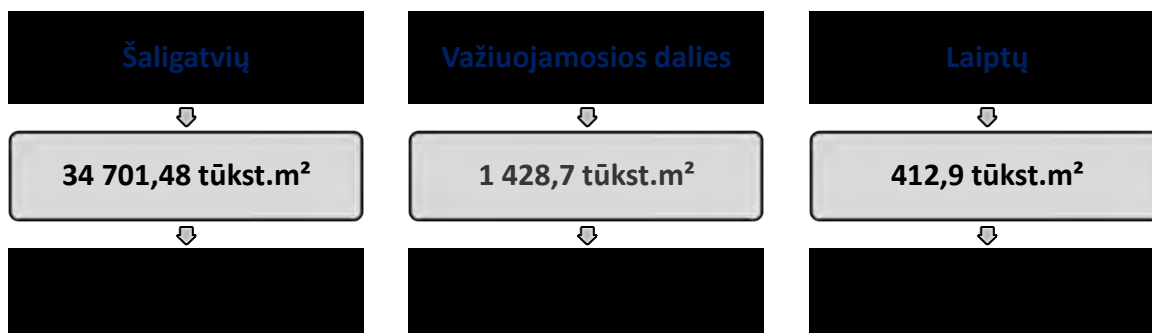 Šaligatvių
Važiuojamosios dalies
Laiptų
34 701,48 tūkst.m²
1 428,7 tūkst.m²
412,9 tūkst.m²